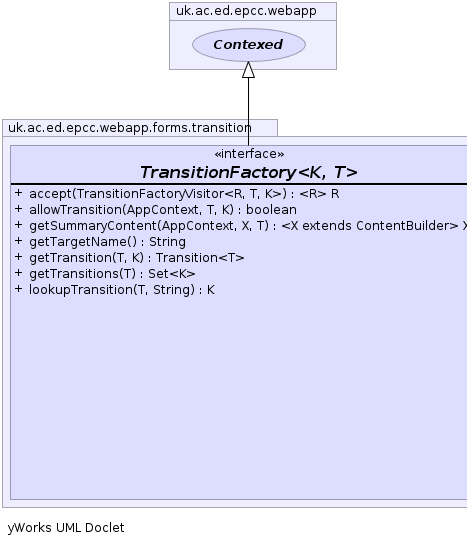 uk.ac.ed.epcc.webapp
Contexed
uk.ac.ed.epcc.webapp.forms.transition
«interface»
TransitionFactory<K, T>
+ accept(TransitionFactoryVisitor<R, T, K>) : <R> R
+ allowTransition(AppContext, T, K) : boolean
+ getSummaryContent(AppContext, X, T) : <X extends ContentBuilder> X
+ getTargetName() : String
+ getTransition(T, K) : Transition<T>
+ getTransitions(T) : Set<K>
+ lookupTransition(T, String) : K
yWorks UML Doclet